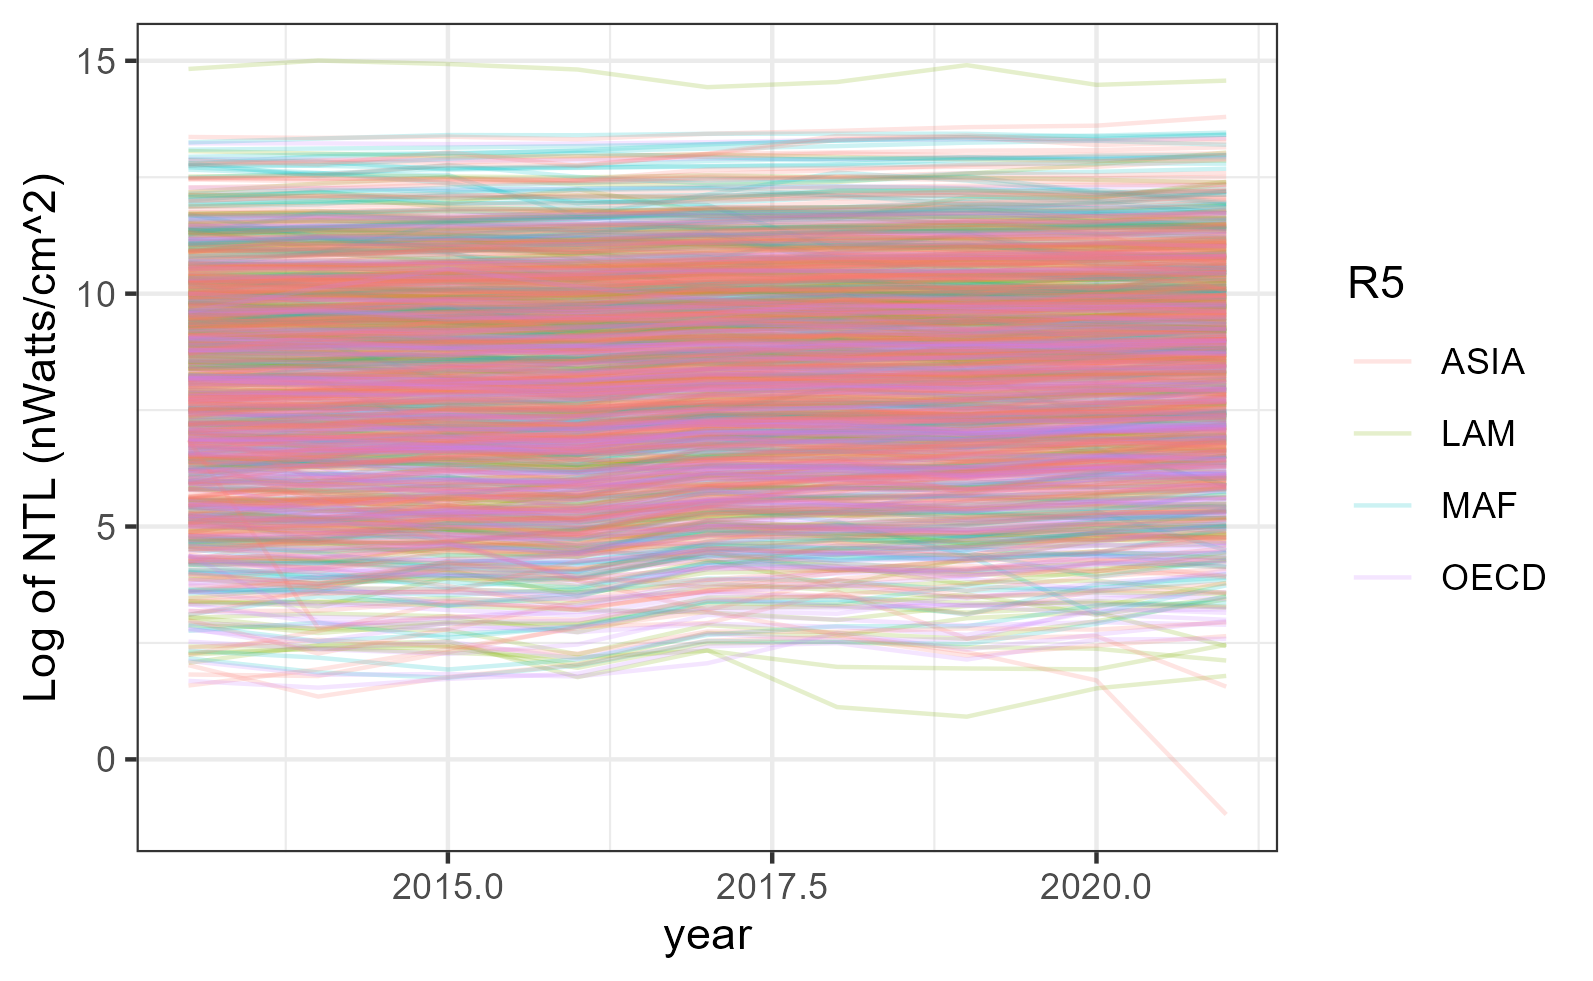 Log of NTL (nWatts/cm^2)
15
10
5
0
2015.0
2017.5
2020.0
year
R5
ASIA
LAM
MAF
OECD